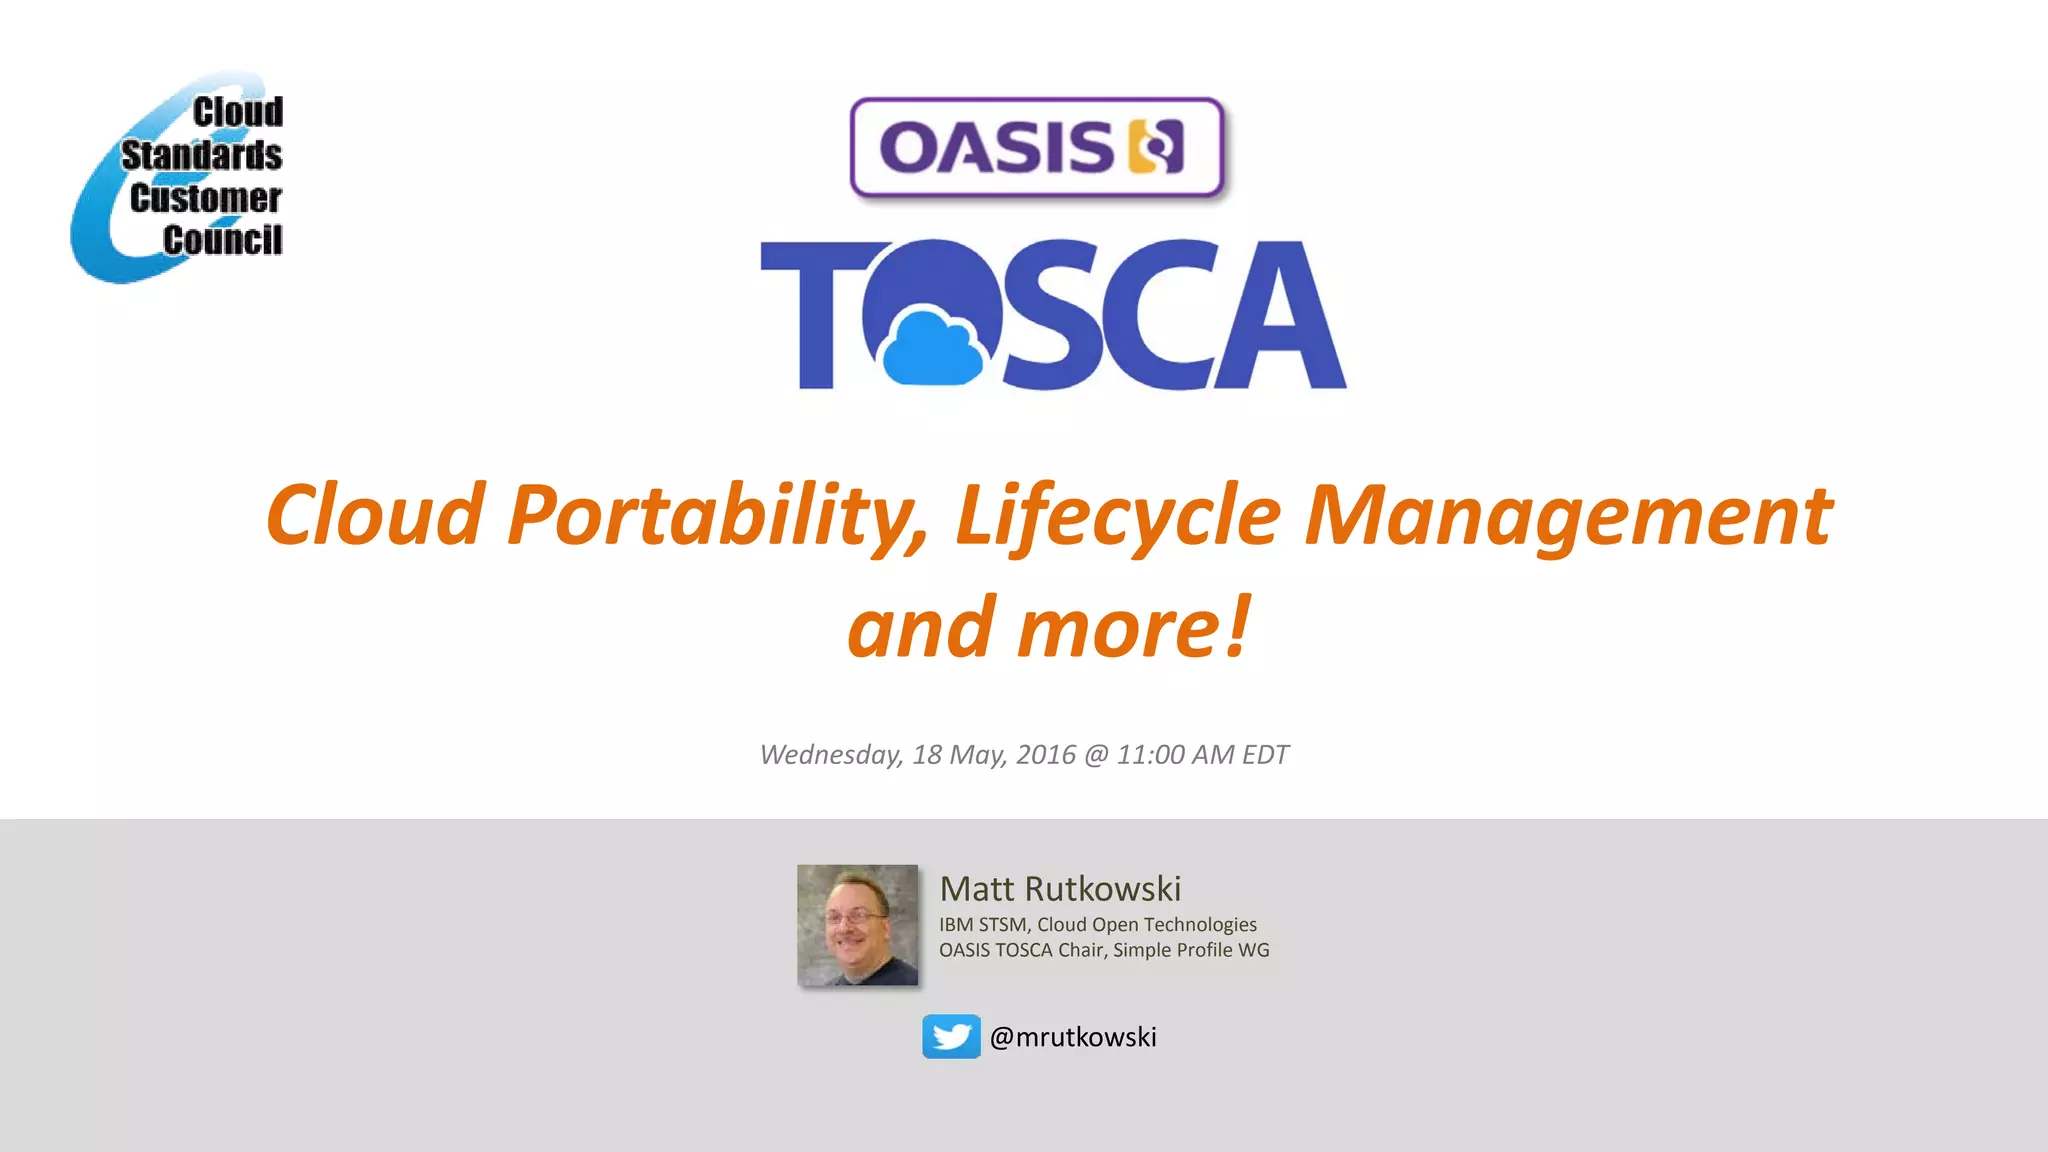 Cloud
Standards
Customer
Council
OASIS
TOSCA
Cloud Portability, Lifecycle Management
and more!
Wednesday, 18 May, 2016 @ 11:00 AM EDT
Matt Rutkowski
IBM STSM, Cloud Open Technologies
OASIS TOSCA Chair, Simple Profile WG
@mrutkowski